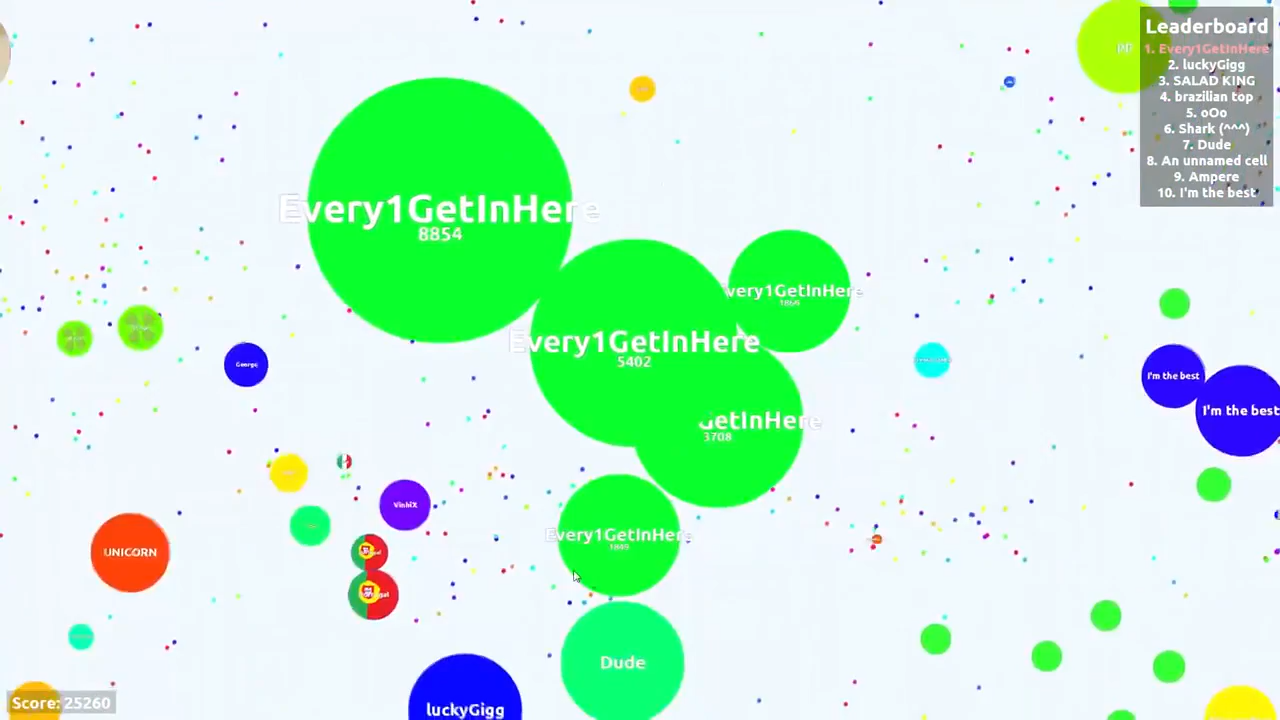 Leaderboard
1. Every1GetInHere
2. luckyGigg
3. SALAD KING
4. brazilian top
5. oOo
6. Shark (^^^)
7. Dude
8. An unnamed cell
9. Ampere
10. I'm the best
Every1GetInHere
8854
Every1GetInHere
Every1GetInHere
5402
GetInHere
3708
George
I'm the best
I'm the best
VinhIX
Every1GetInHere
1849
UNICORN
Dude
luckyGigg
Score: 25260